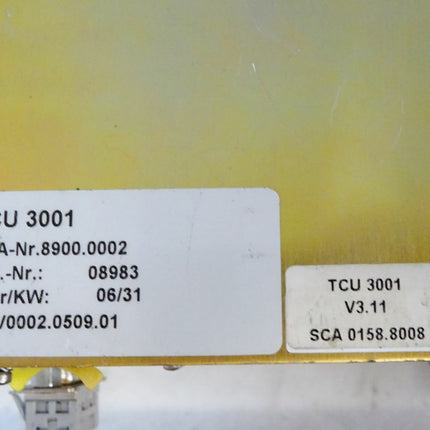 CU 3001
A-Nr.8900.0002
.-Nr.: 08983
r/KW: 06/31
/0002.0509.01
TCU 3001
V3.11
SCA 0158.8008